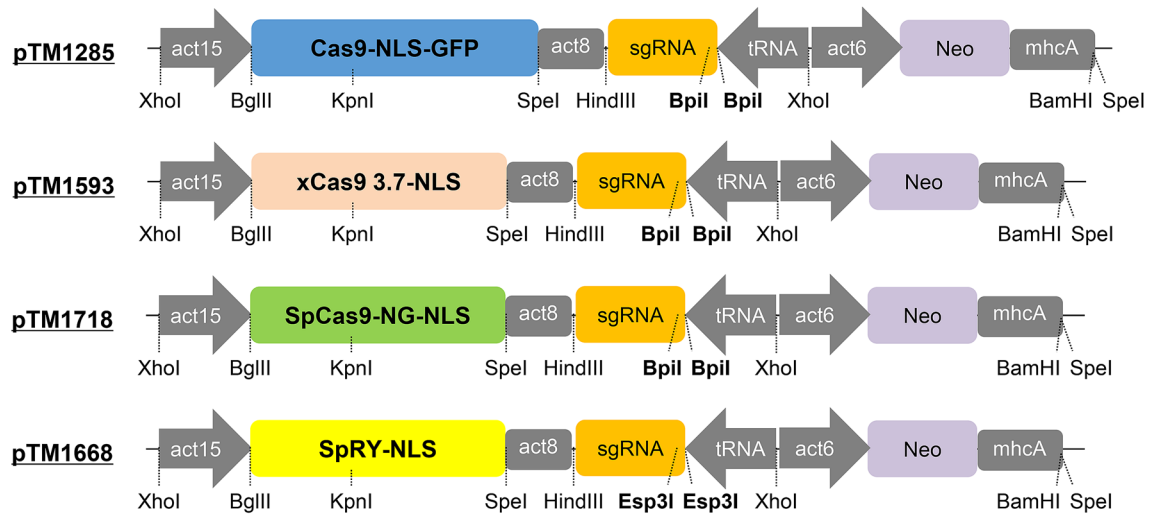 pTM1285 act15 Cas9-NLS-GFP act8 sgRNA tRNA act6 Neo mhcA
XhoI BglII KpnI SpeI HindIII BpiI BpiI XhoI BamHI SpeI
pTM1593 act15 xCas9 3.7-NLS act8 sgRNA tRNA act6 Neo mhcA
XhoI BglII KpnI SpeI HindIII BpiI BpiI XhoI BamHI SpeI
pTM1718 act15 SpCas9-NG-NLS act8 sgRNA tRNA act6 Neo mhcA
XhoI BglII KpnI SpeI HindIII BpiI BpiI XhoI BamHI SpeI
pTM1668 act15 SpRY-NLS act8 sgRNA tRNA act6 Neo mhcA
XhoI BglII KpnI SpeI HindIII Esp3I Esp3I XhoI BamHI SpeI